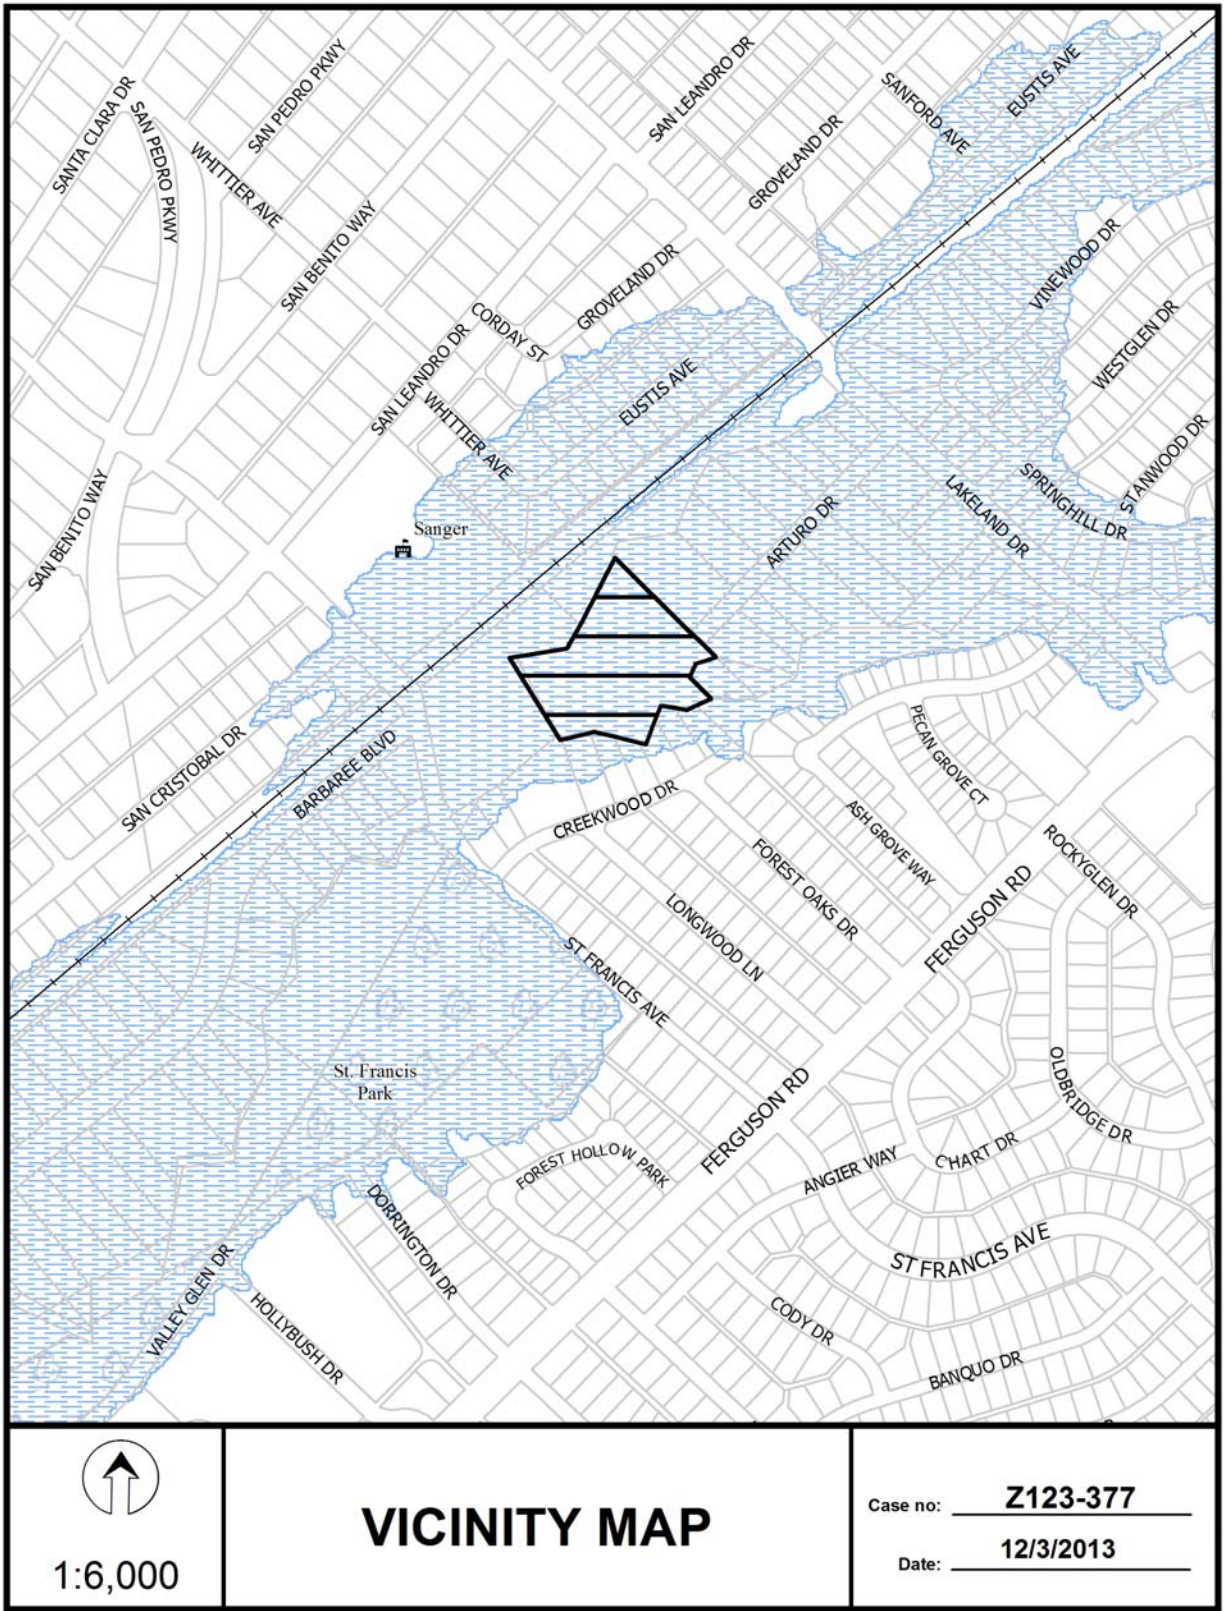 SANTA CLARA DR
SAN PEDRO PKWY
SAN PEDRO PKWY
WHITTIER AVE
SAN BENITO WAY
SAN LEANDRO DR
GROVELAND DR
SANFORD AVE
EUSTIS AVE
VINEWOOD DR
WESTGLEN DR
STANWOOD DR
SPRINGHILL DR
LAKELAND DR
ARTURO DR
GROVELAND DR
CORDAY ST
SAN LEANDRO DR
EUSTIS AVE
WHITTIER AVE
SAN BENITO WAY
Sanger
SAN CRISTOBAL DR
BARBAREE BLVD
CREEKWOOD DR
PECAN GROVE CT
ASH GROVE WAY
FOREST OAKS DR
LONGWOOD LN
ROCKYGLEN DR
FERGUSON RD
ST FRANCIS AVE
OLDBRIDGE DR
St. Francis
Park
FERGUSON RD
FOREST HOLLOW PARK
CHART DR
ANGIER WAY
DORRINGTON DR
ST FRANCIS AVE
VALLEY GLEN DR
HOLLYBUSH DR
CODY DR
BANQUO DR
1:6,000
VICINITY MAP
Case no: Z123-377
Date: 12/3/2013